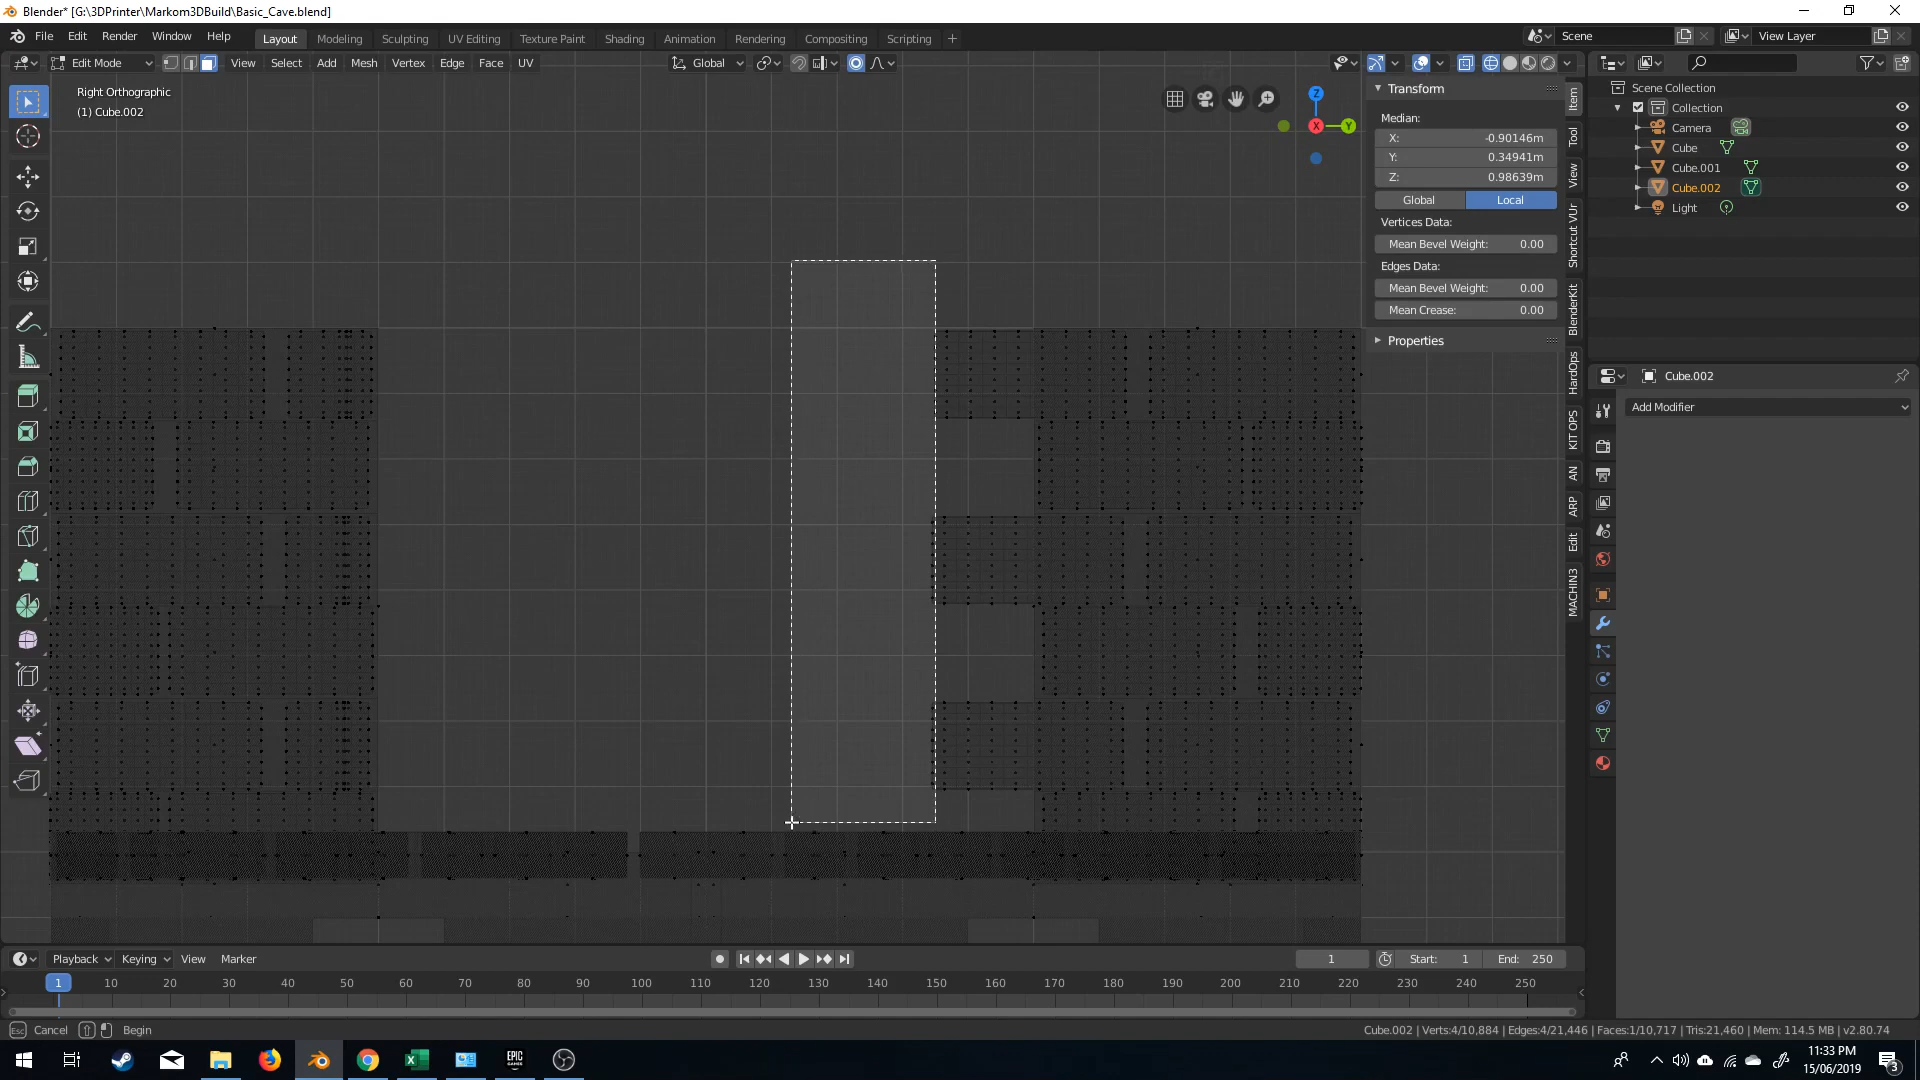 Blender* [G:\3DPrinter\Markom3DBuild\Basic_Cave.blend]
File Edit Render Window Help
Layout Modeling Sculpting UV Editing Texture Paint Shading Animation Rendering Compositing Scripting
Scene View Layer
Edit Mode View Select Add Mesh Vertex Edge Face UV Global
Right Orthographic
(1) Cube.002
Z
X Y
Transform
Median:
X: -0.90146m
Y: 0.34941m
Z: 0.98639m
Global Local
Vertices Data:
Mean Bevel Weight: 0.00
Edges Data:
Mean Bevel Weight: 0.00
Mean Crease: 0.00
Properties
Item
Tool
View
Shortcut VUr
BlenderKit
HardOps
KIT OPS
AN
ARP
Edit
MACHIN3
Scene Collection
Collection
Camera
Cube
Cube.001
Cube.002
Light
Cube.002
Add Modifier
Playback Keying View Marker
1 Start: 1 End: 250
1 10 20 30 40 50 60 70 80 90 100 110 120 130 140 150 160 170 180 190 200 210 220 230 240 250
Esc Cancel Begin
Cube.002 | Verts:4/10,884 | Edges:4/21,446 | Faces:1/10,717 | Tris:21,460 | Mem: 114.5 MB | v2.80.74
EPIC
GAMES
11:33 PM
15/06/2019
3